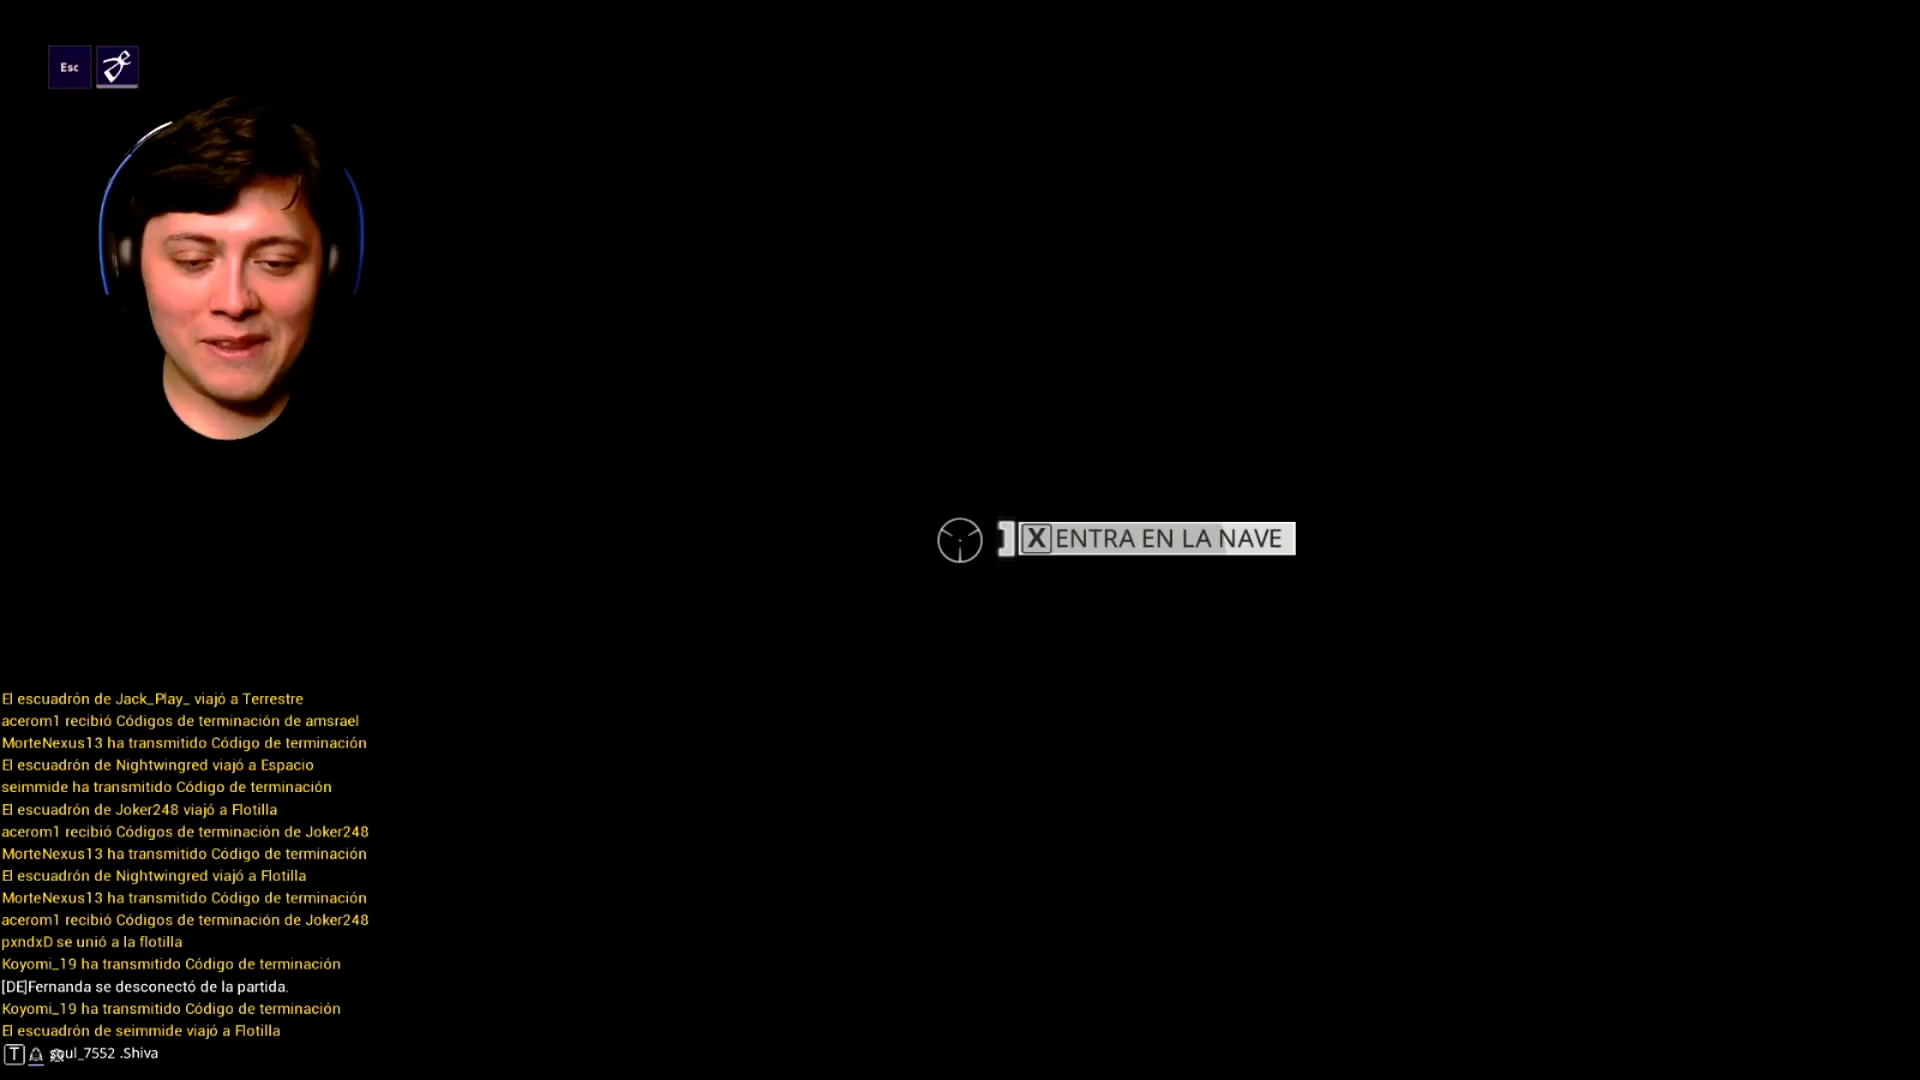 Esc
X ENTRA EN LA NAVE
El escuadrón de Jack_Play_ viajó a Terrestre
acerom1 recibió Códigos de terminación de amsrael
MorteNexus13 ha transmitido Código de terminación
El escuadrón de Nightwingred viajó a Espacio
seimmide ha transmitido Código de terminación
El escuadrón de Joker248 viajó a Flotilla
acerom1 recibió Códigos de terminación de Joker248
MorteNexus13 ha transmitido Código de terminación
El escuadrón de Nightwingred viajó a Flotilla
MorteNexus13 ha transmitido Código de terminación
acerom1 recibió Códigos de terminación de Joker248
pxndxD se unió a la flotilla
Koyomi_19 ha transmitido Código de terminación
[DE]Fernanda se desconectó de la partida.
Koyomi_19 ha transmitido Código de terminación
El escuadrón de seimmide viajó a Flotilla
T soul_7552 .Shiva